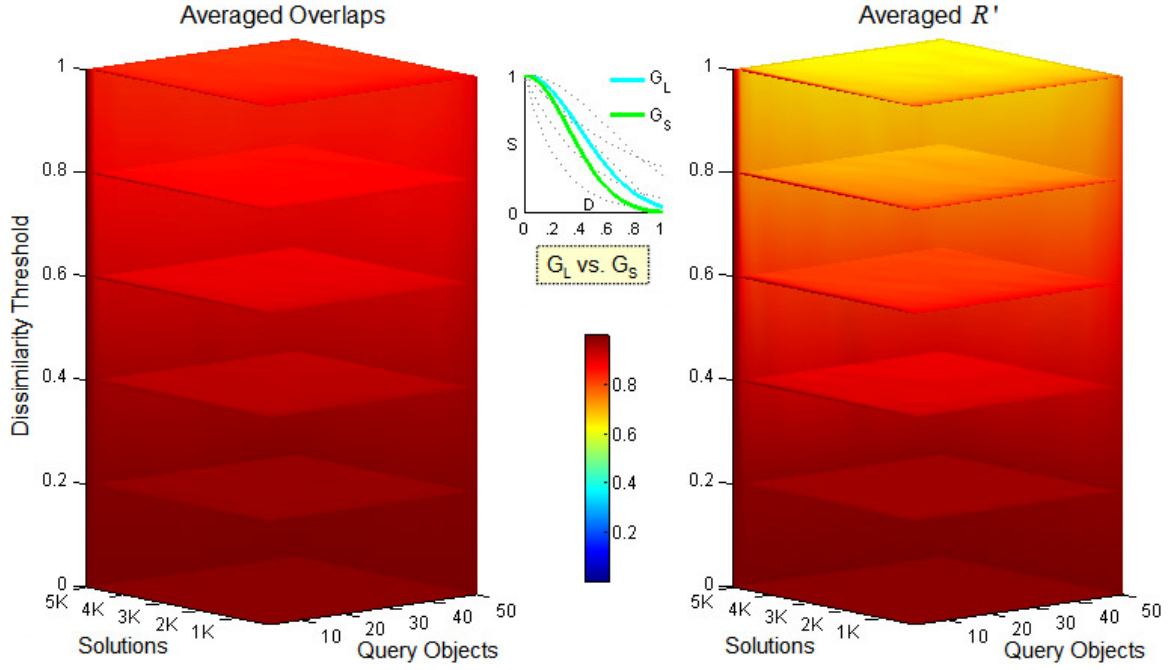 Averaged Overlaps
Averaged R'
1
0.8
0.6
0.4
0.2
0
Dissimilarity Threshold
5K
4K
3K
2K
1K
Solutions
10
20
30
40
50
Query Objects
1
S
0
D
0 .2 .4 .6 .8 1
G_L
G_S
G_L vs. G_S
0.8
0.6
0.4
0.2
1
0.8
0.6
0.4
0.2
0
5K
4K
3K
2K
1K
Solutions
10
20
30
40
50
Query Objects